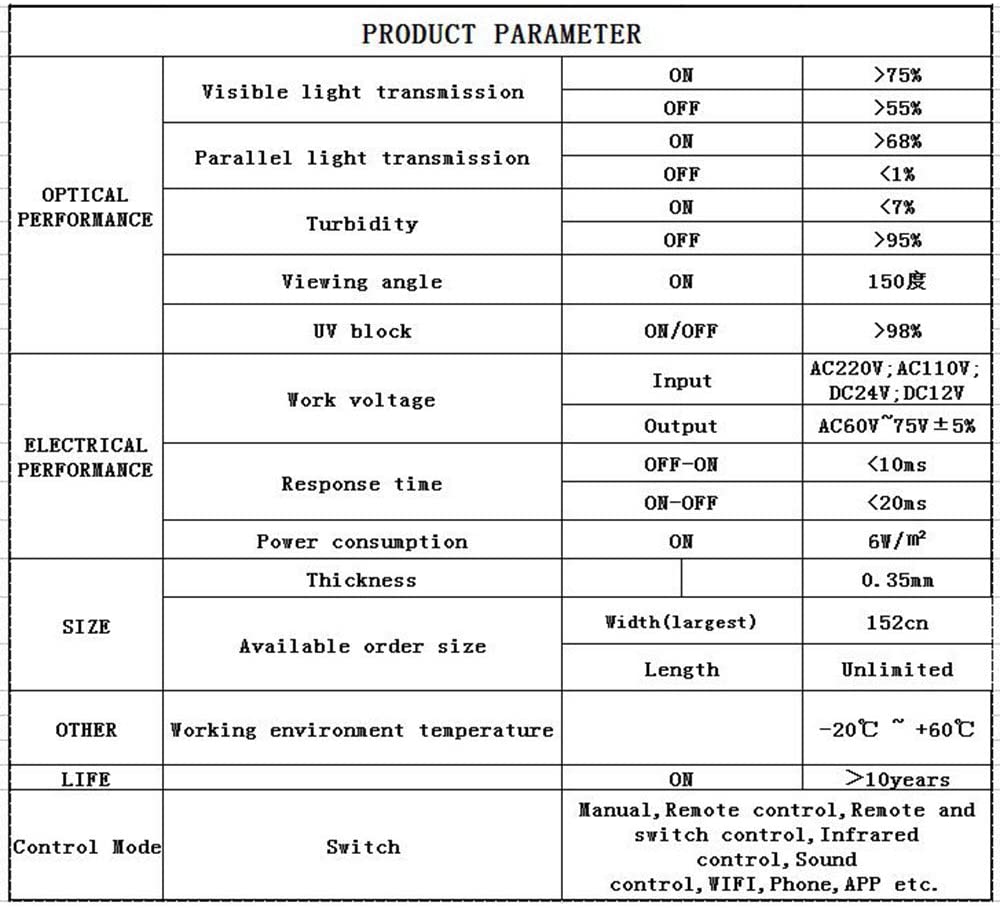 PRODUCT PARAMETER
OPTICAL
PERFORMANCE
Visible light transmission
ON
>75%
OFF
>55%
Parallel light transmission
ON
>68%
OFF
<1%
Turbidity
ON
<7%
OFF
>95%
Viewing angle
ON
150度
UV block
ON/OFF
>98%
ELECTRICAL
PERFORMANCE
Work voltage
Input
AC220V;AC110V;
DC24V;DC12V
Output
AC60V~75V±5%
Response time
OFF-ON
<10ms
ON-OFF
<20ms
Power consumption
ON
6W/㎡
SIZE
Thickness
0.35mm
Available order size
Width(largest)
152cn
Length
Unlimited
OTHER
Working environment temperature
-20℃ ~ +60℃
LIFE
ON
>10years
Control Mode
Switch
Manual,Remote control,Remote and
switch control,Infrared
control,Sound
control,WIFI,Phone,APP etc.